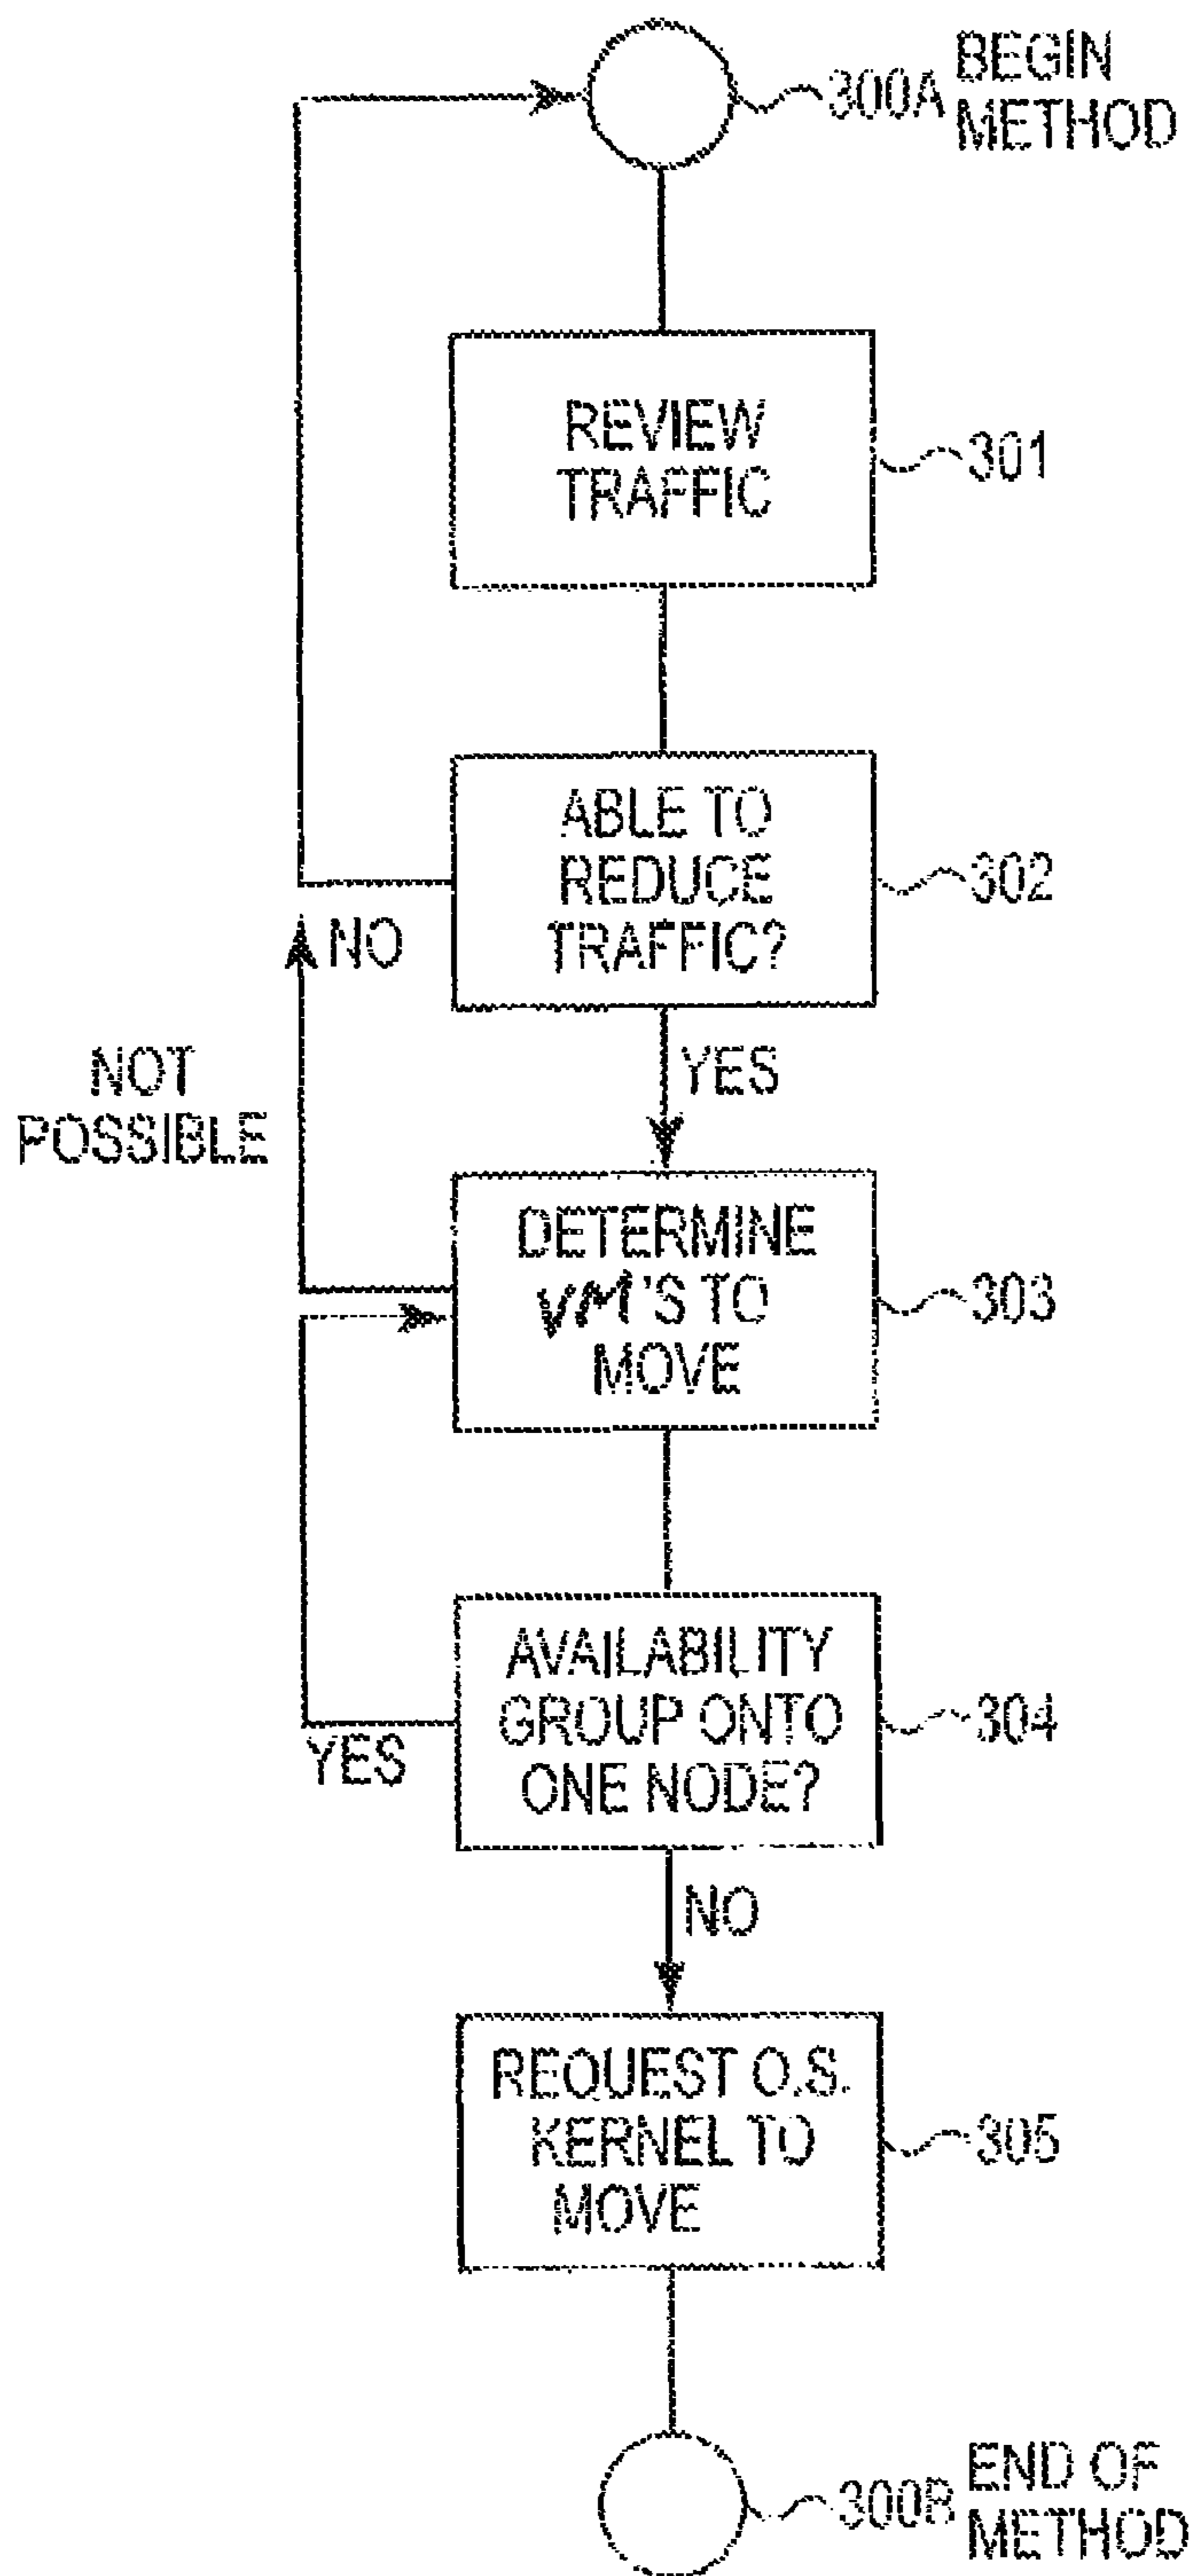 300A BEGIN
METHOD
REVIEW
TRAFFIC
301
ABLE TO
REDUCE
TRAFFIC?
302
NO
YES
NOT
POSSIBLE
DETERMINE
VM'S TO
MOVE
303
AVAILABILITY
GROUP ONTO
ONE NODE?
304
YES
NO
REQUEST O.S.
KERNEL TO
MOVE
305
300B END OF
METHOD